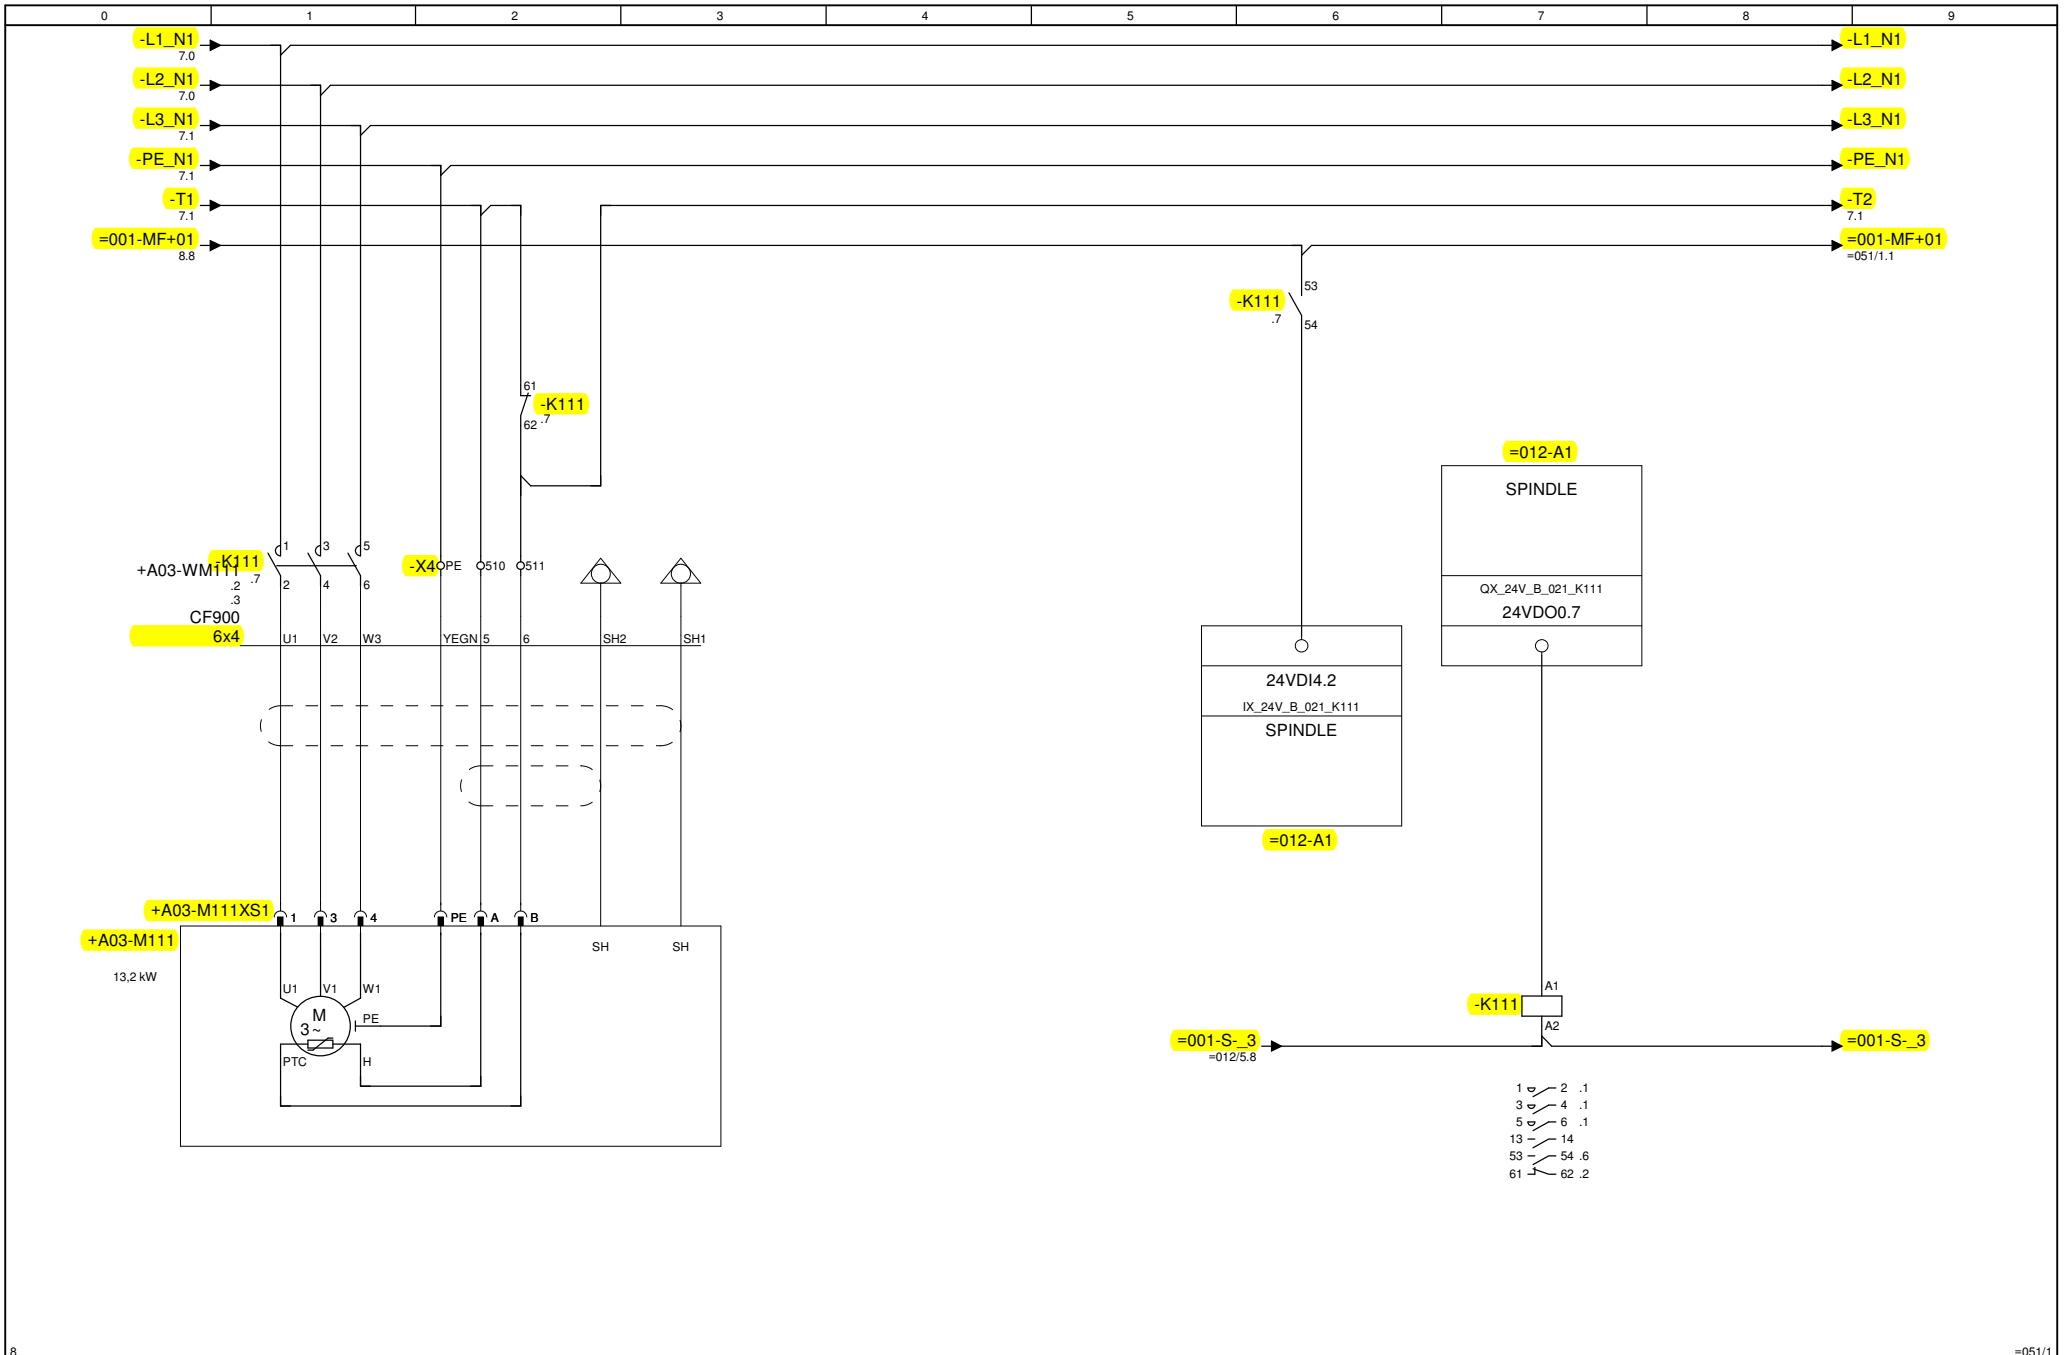 0 1 2 3 4 5 6 7 8 9
-L1_N1 -L1_N1
7.0
-L2_N1 -L2_N1
7.0
-L3_N1 -L3_N1
7.1
-PE_N1 -PE_N1
7.1
-T1 -T2
7.1 7.1
=001-MF+01 =001-MF+01
8.8 =051/1.1
53
-K111
.7
54
61
-K111
.7
62
=012-A1
SPINDLE
QX_24V_B_021_K111
24VDO0.7
1 3 5
-K111
.7
2 4 6
+A03-WM111
.2
.3
CF900
6x4
-X4 PE 510 511
U1 V2 W3 YEGN 5 6 SH2 SH1
24VDI4.2
IX_24V_B_021_K111
SPINDLE
=012-A1
+A03-M111XS1 1 3 4 PE A B
+A03-M111
SH SH
13,2 kW
U1 V1 W1
M
3~
PE
PTC H
A1
-K111
A2
=001-S-_3 =001-S-_3
=012/5.8
1 2 .1
3 4 .1
5 6 .1
13 14
53 54 .6
61 62 .2
8 =051/1